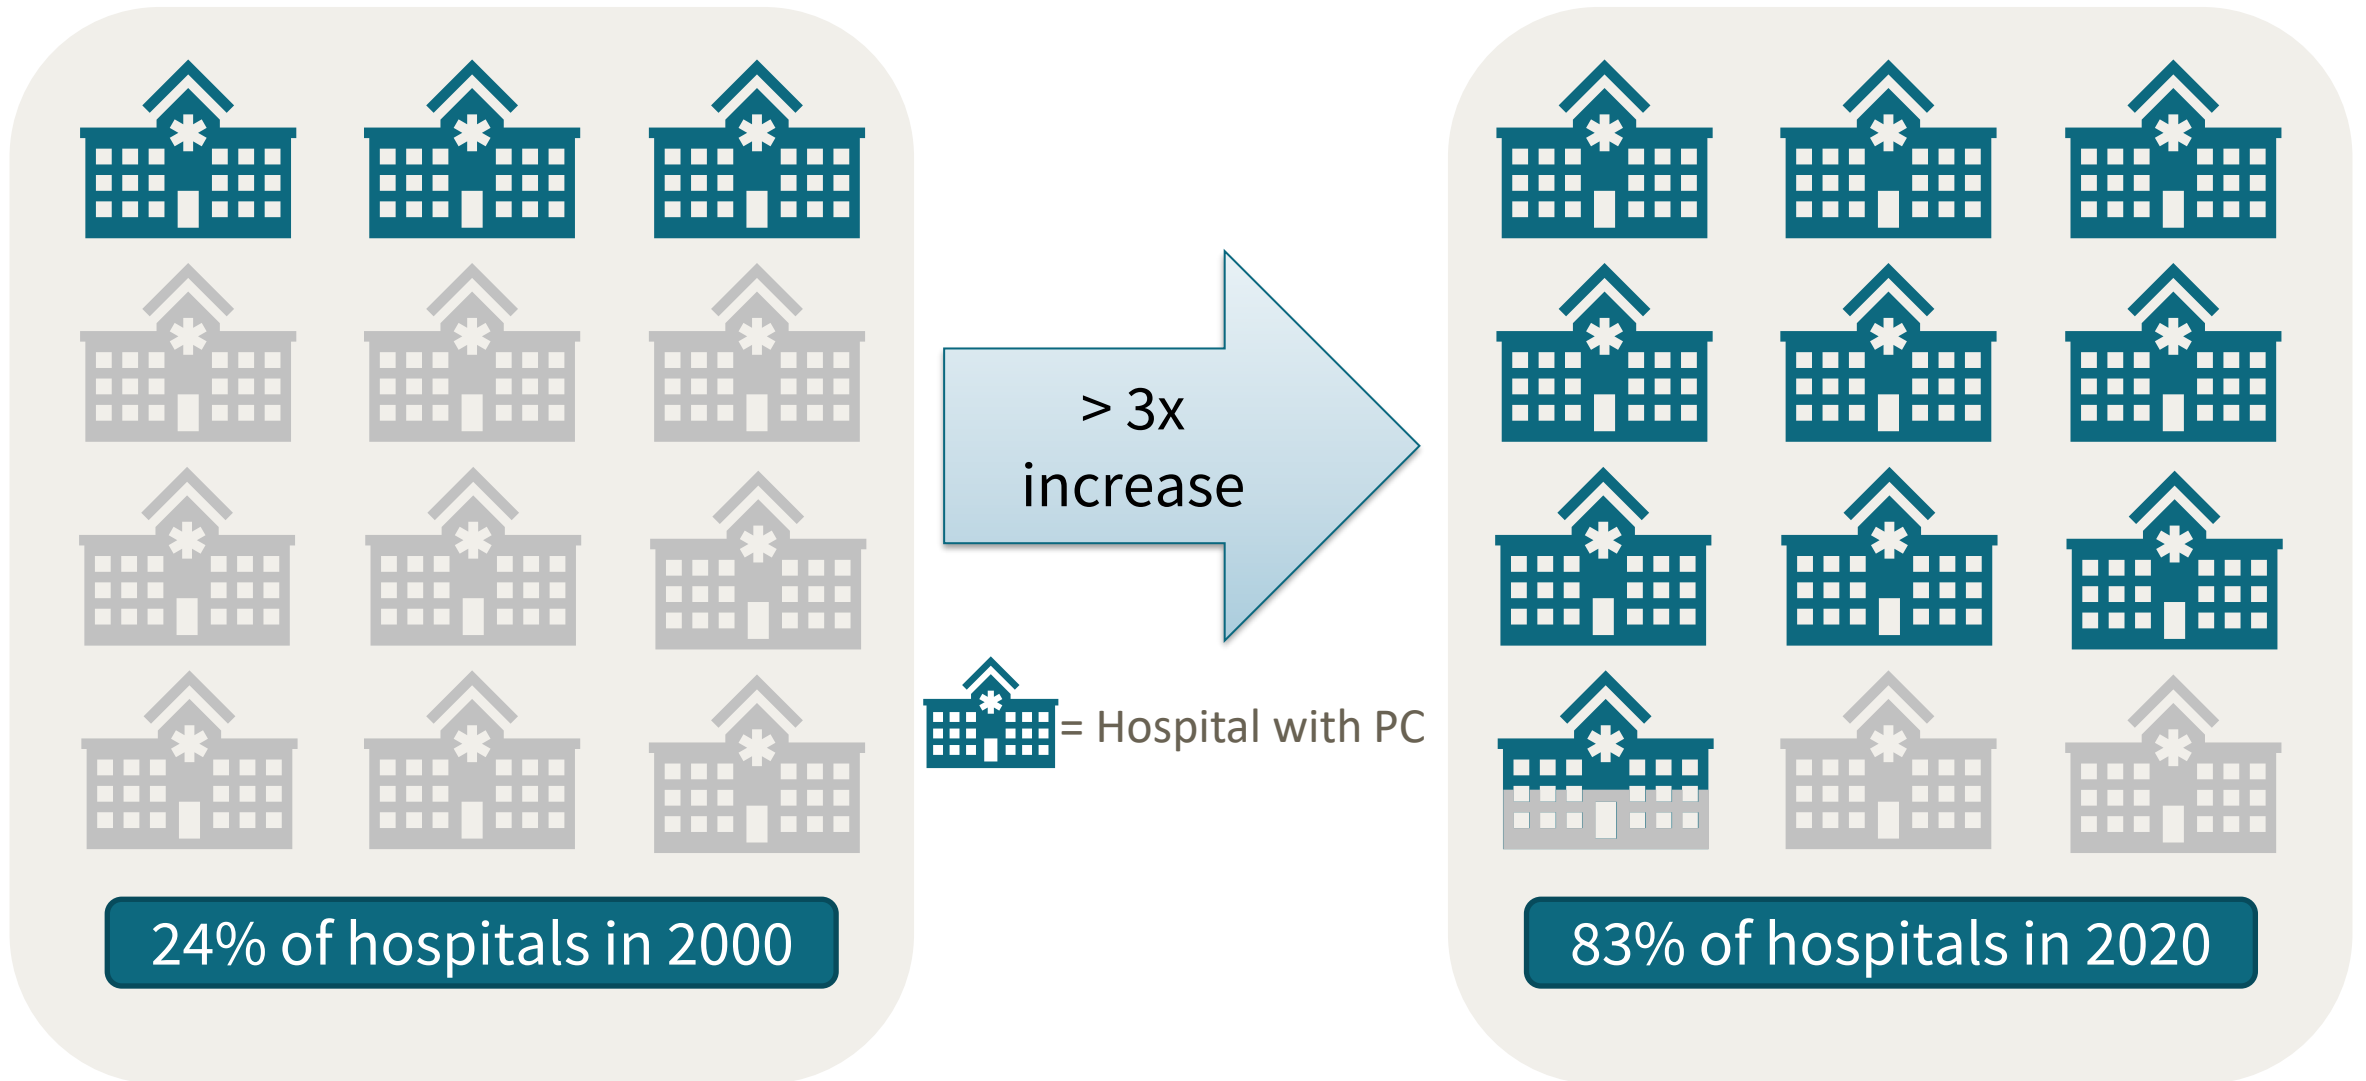 > 3x
increase
= Hospital with PC
24% of hospitals in 2000
83% of hospitals in 2020